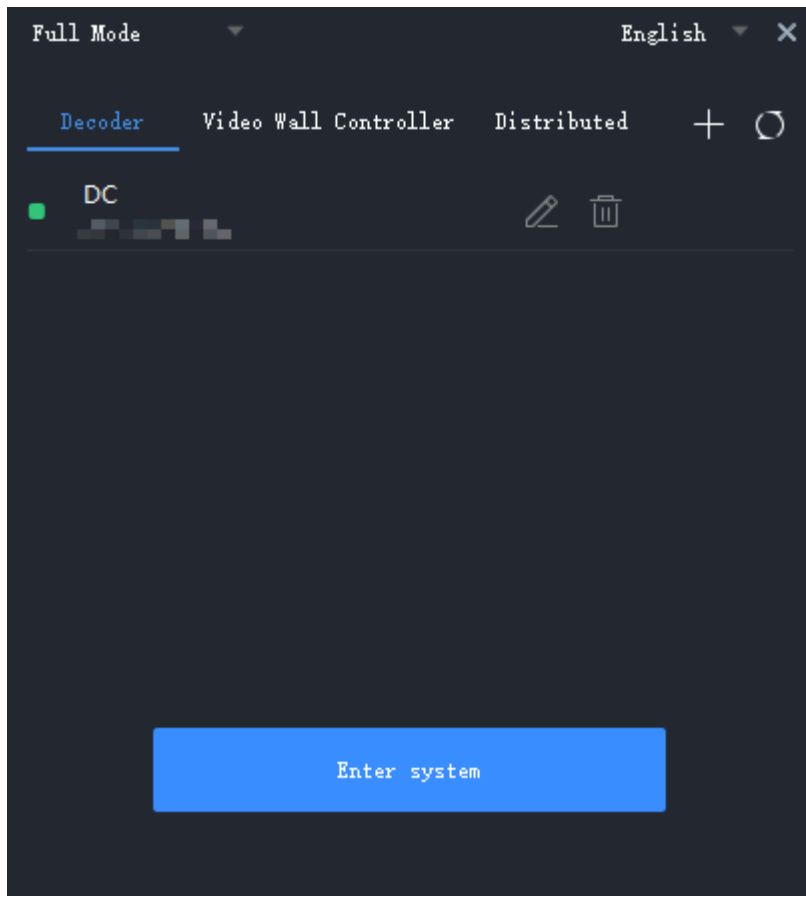 Full Mode English
Decoder Video Wall Controller Distributed
DC
Enter system